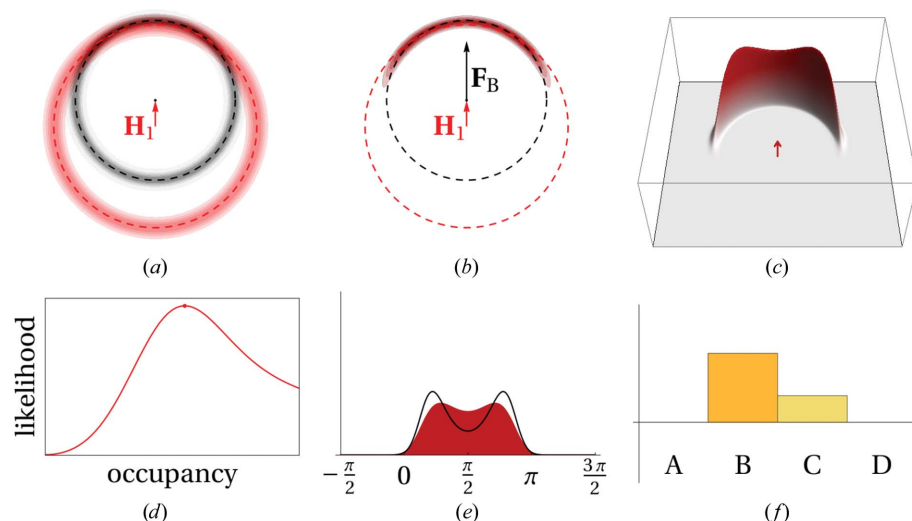 H₁
(a)
F_B
H₁
(b)
(c)
likelihood
occupancy
(d)
−π/2 0 π/2 π 3π/2
(e)
A B C D
(f)